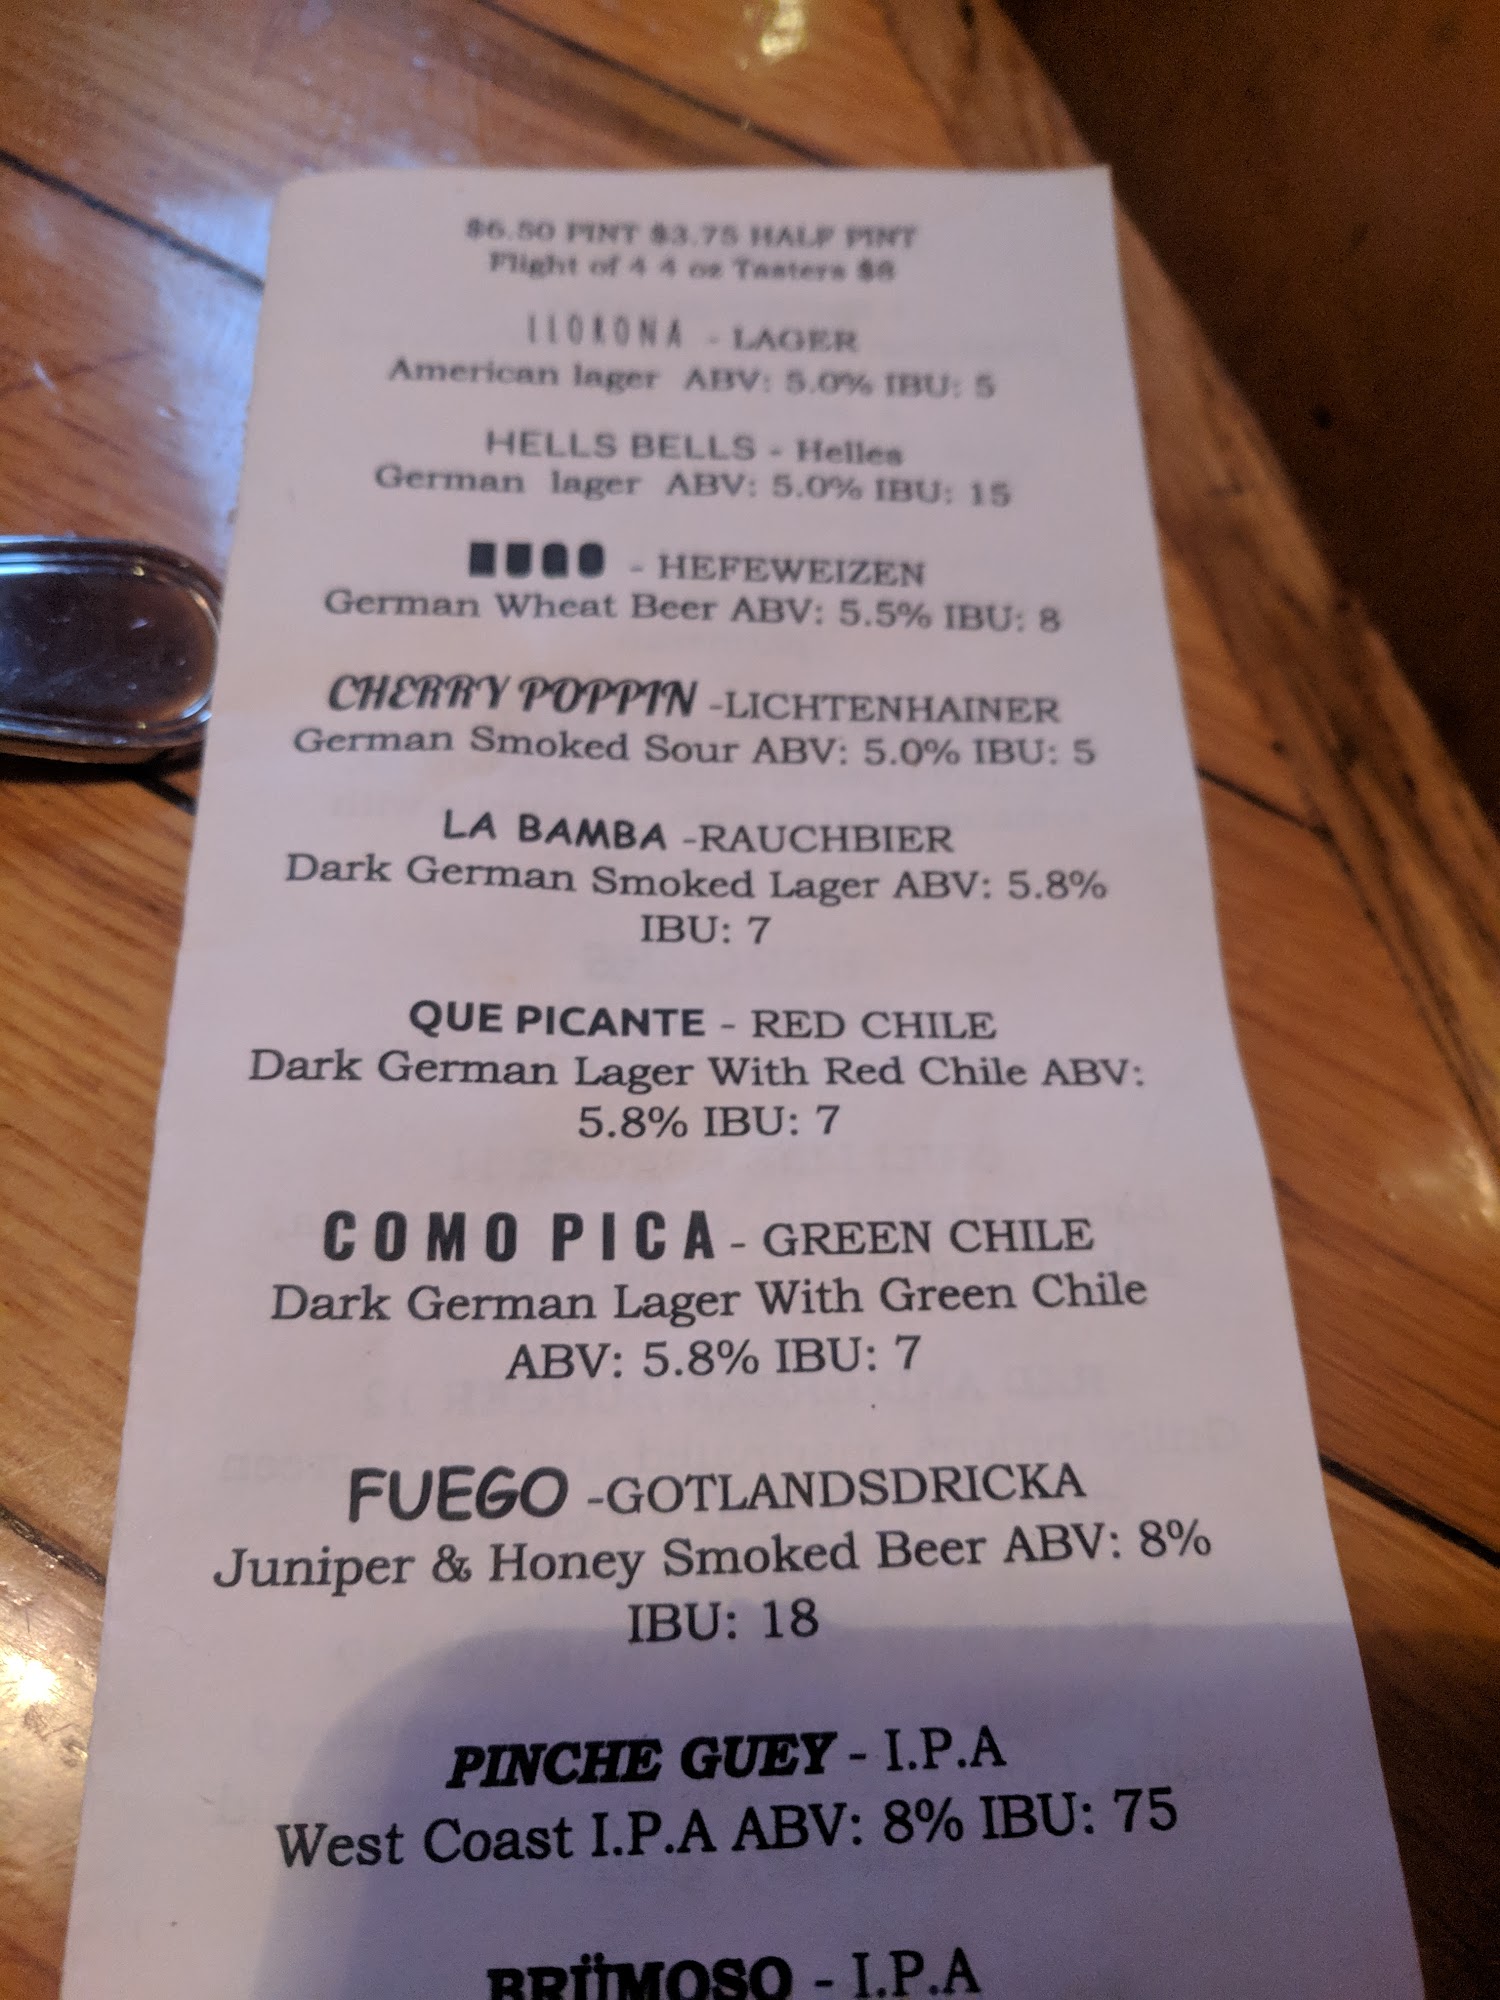 $6.50 PINT $3.75 HALF PINT
Flight of 4 4 oz Tasters $8
LLORONA - LAGER
American lager ABV: 5.0% IBU: 5
HELLS BELLS - Helles
German lager ABV: 5.0% IBU: 15
HUGO - HEFEWEIZEN
German Wheat Beer ABV: 5.5% IBU: 8
CHERRY POPPIN -LICHTENHAINER
German Smoked Sour ABV: 5.0% IBU: 5
LA BAMBA -RAUCHBIER
Dark German Smoked Lager ABV: 5.8%
IBU: 7
QUE PICANTE - RED CHILE
Dark German Lager With Red Chile ABV:
5.8% IBU: 7
COMO PICA - GREEN CHILE
Dark German Lager With Green Chile
ABV: 5.8% IBU: 7
FUEGO -GOTLANDSDRICKA
Juniper & Honey Smoked Beer ABV: 8%
IBU: 18
PINCHE GUEY - I.P.A
West Coast I.P.A ABV: 8% IBU: 75
BRÜMOSO - I.P.A